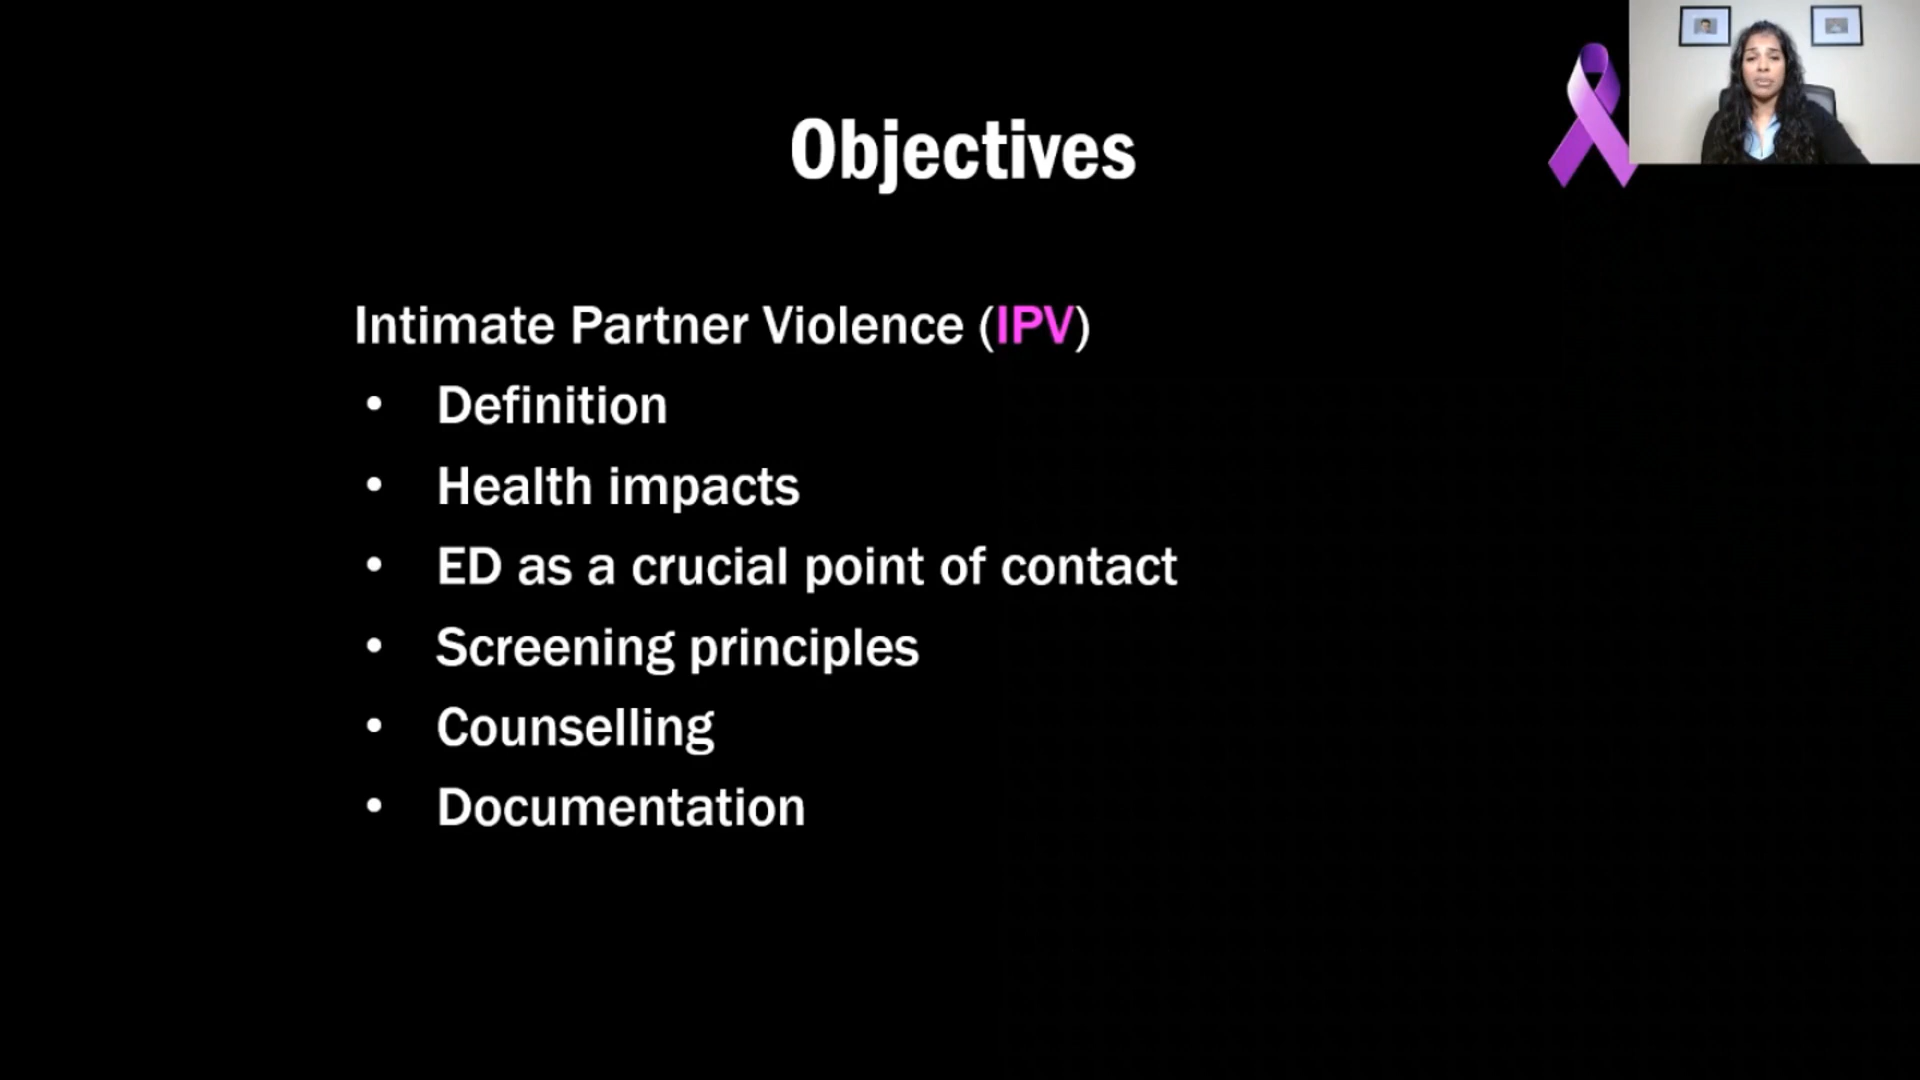 Objectives
Intimate Partner Violence (IPV)
• Definition
• Health impacts
• ED as a crucial point of contact
• Screening principles
• Counselling
• Documentation